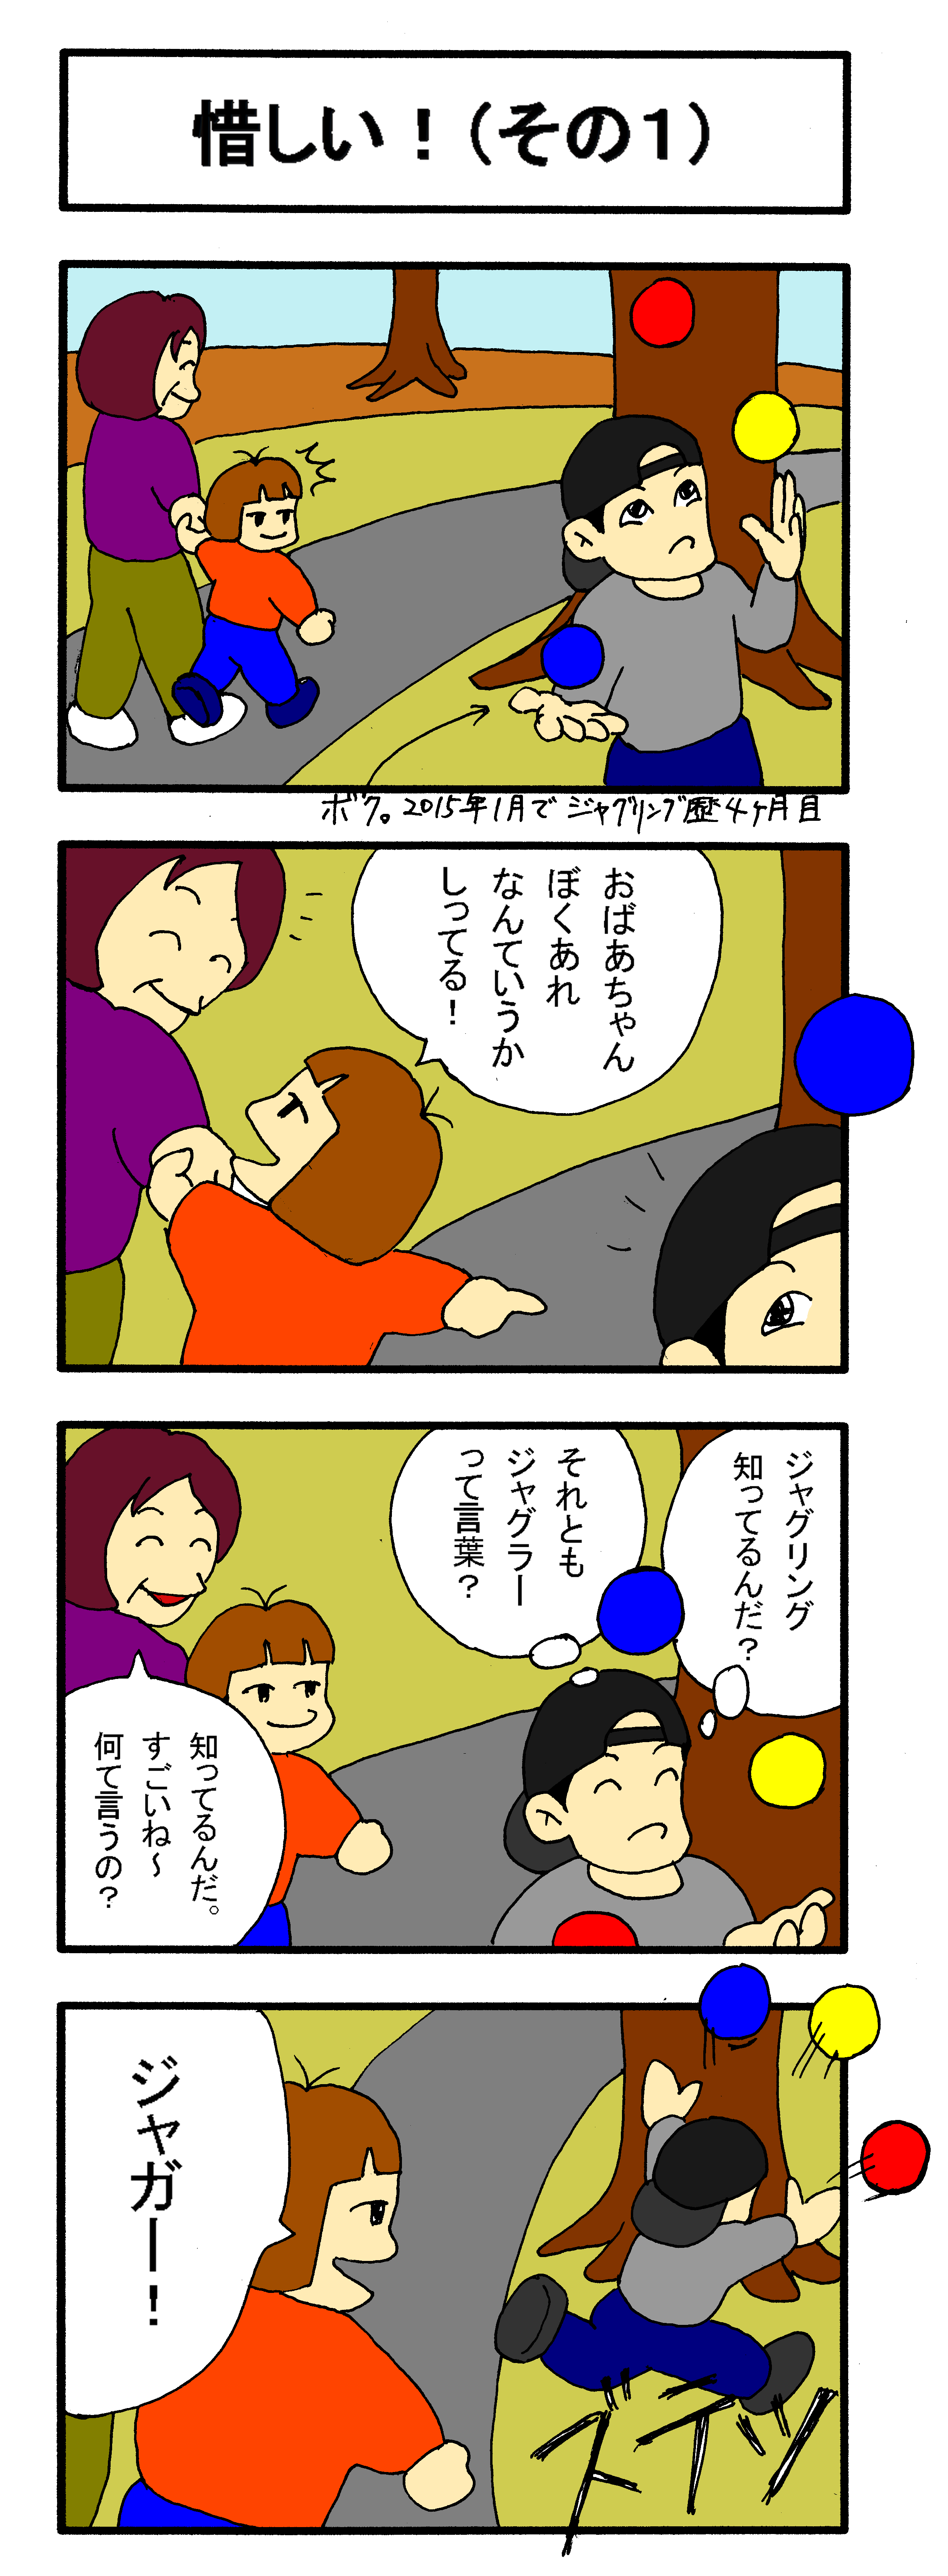 惜しい！（その１）
ボク。2015年1月でジャグリング歴4ヶ月目
おばあちゃん
ぼくあれ
なんていうか
しってる！
ジャグリング
知ってるんだ？
それとも
ジャグラー
って言葉？
知ってるんだ。
すごいね～
何て言うの？
ジャガー！
ドテッ